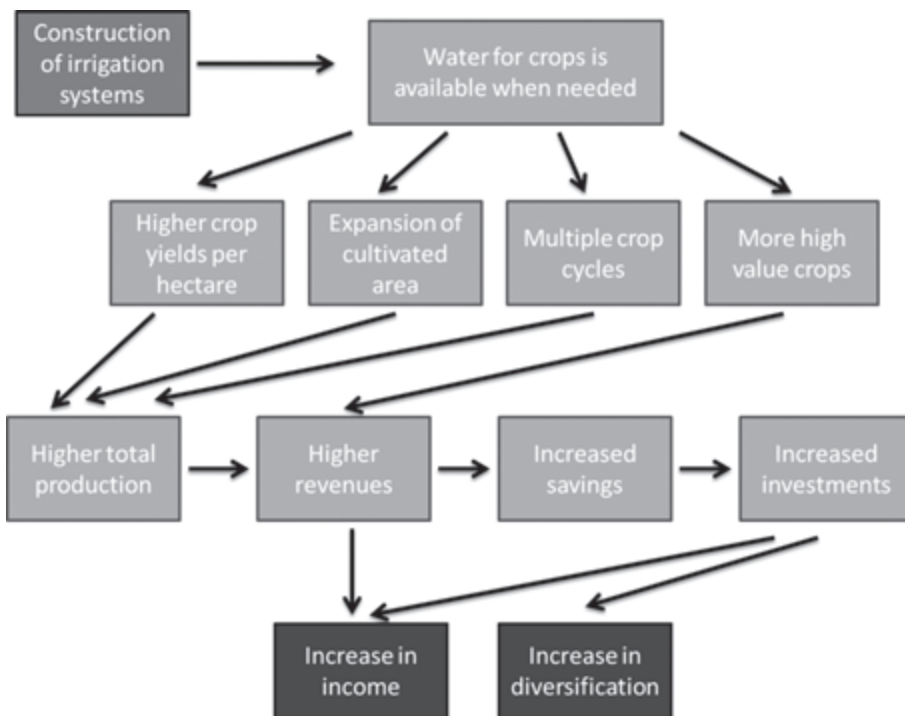 Construction
of irrigation
systems
Water for crops is
available when needed
Higher crop
yields per
hectare
Expansion of
cultivated
area
Multiple crop
cycles
More high
value crops
Higher total
production
Higher
revenues
Increased
savings
Increased
investments
Increase in
income
Increase in
diversification